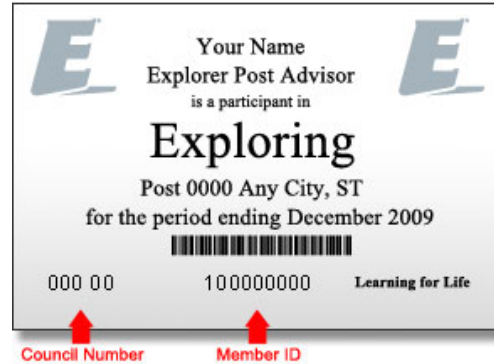 E E
Your Name
Explorer Post Advisor
is a participant in
Exploring
Post 0000 Any City, ST
for the period ending December 2009
000 00 100000000 Learning for Life
Council Number Member ID